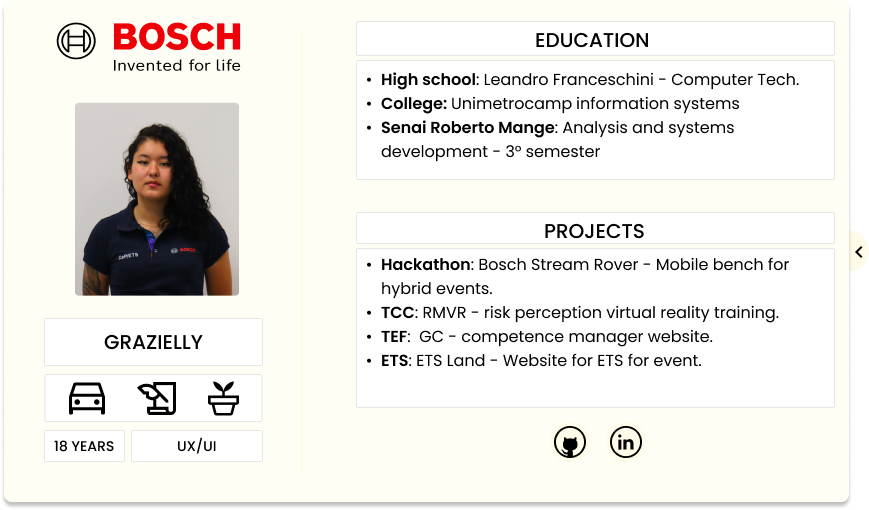 BOSCH
Invented for life
GRAZIELLY
18 YEARS
UX/UI
EDUCATION
• High school: Leandro Franceschini - Computer Tech.
• College: Unimetrocamp information systems
• Senai Roberto Mange: Analysis and systems
development - 3º semester
PROJECTS
• Hackathon: Bosch Stream Rover - Mobile bench for
hybrid events.
• TCC: RMVR - risk perception virtual reality training.
• TEF: GC - competence manager website.
• ETS: ETS Land - Website for ETS for event.
in
BOSCH